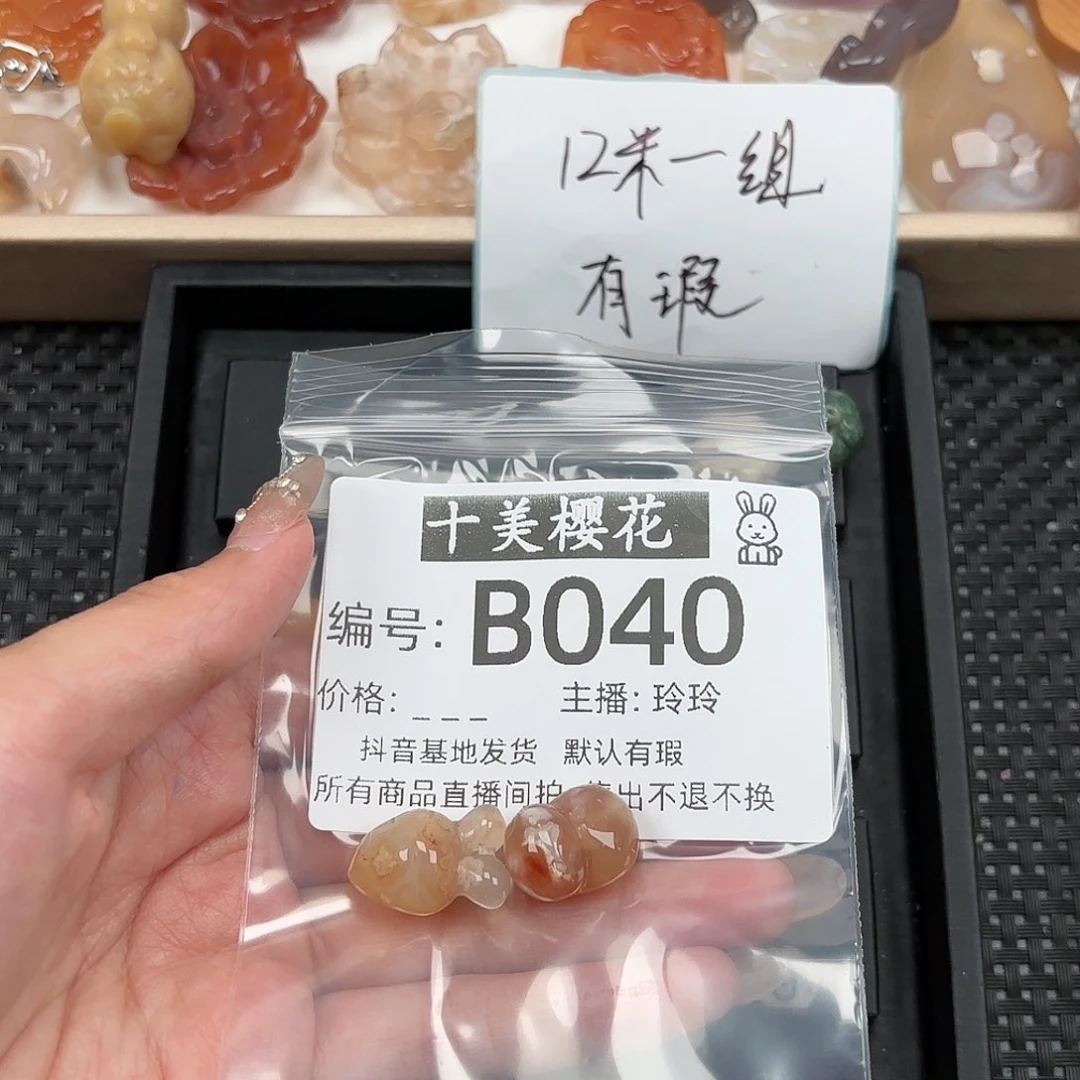 12米一组
有瑕
十美樱花
编号: B040
价格: _ _ _ 主播: 玲玲
抖音基地发货 默认有瑕
所有商品直播间拍 出不退不换